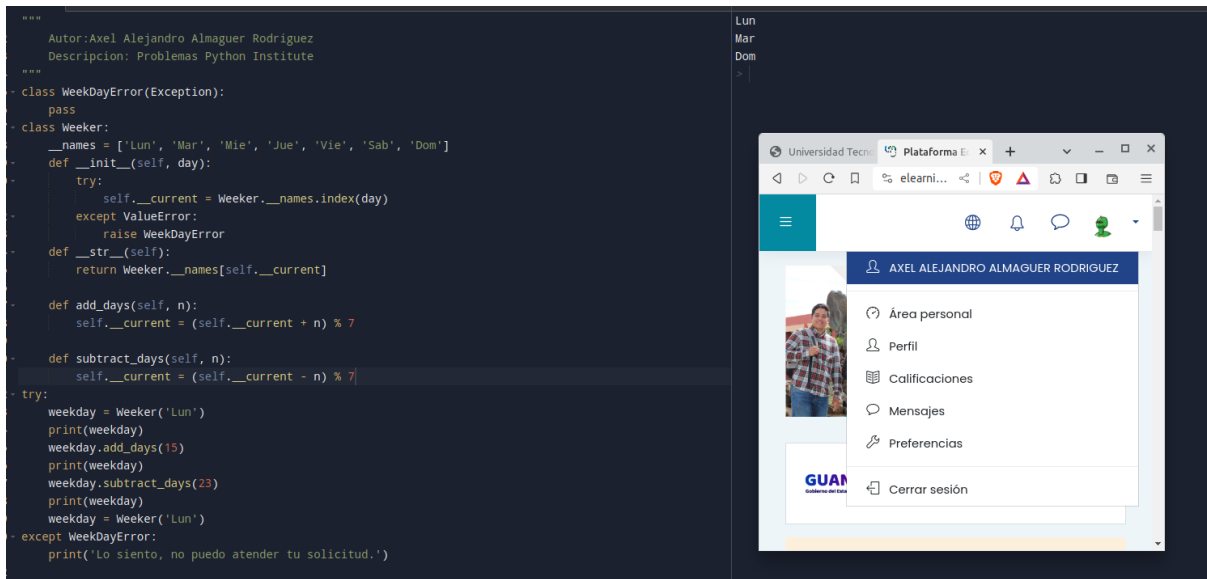 """
    Autor:Axel Alejandro Almaguer Rodriguez
    Descripcion: Problemas Python Institute
"""
class WeekDayError(Exception):
    pass
class Weeker:
    __names = ['Lun', 'Mar', 'Mie', 'Jue', 'Vie', 'Sab', 'Dom']
    def __init__(self, day):
        try:
            self.__current = Weeker.__names.index(day)
        except ValueError:
            raise WeekDayError
    def __str__(self):
        return Weeker.__names[self.__current]
    def add_days(self, n):
        self.__current = (self.__current + n) % 7
    def subtract_days(self, n):
        self.__current = (self.__current - n) % 7
try:
    weekday = Weeker('Lun')
    print(weekday)
    weekday.add_days(15)
    print(weekday)
    weekday.subtract_days(23)
    print(weekday)
    weekday = Weeker('Lun')
except WeekDayError:
    print('Lo siento, no puedo atender tu solicitud.')
Lun
Mar
Dom
>
Universidad Tecno Plataforma E
elearni...
AXEL ALEJANDRO ALMAGUER RODRIGUEZ
Área personal
Perfil
Calificaciones
Mensajes
Preferencias
GUAN
Gobierno del Esta
Cerrar sesión